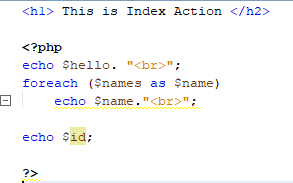 <h1> This is Index Action </h2>
<?php
echo $hello. "<br>";
foreach ($names as $name)
echo $name."<br>";
echo $id;
?>